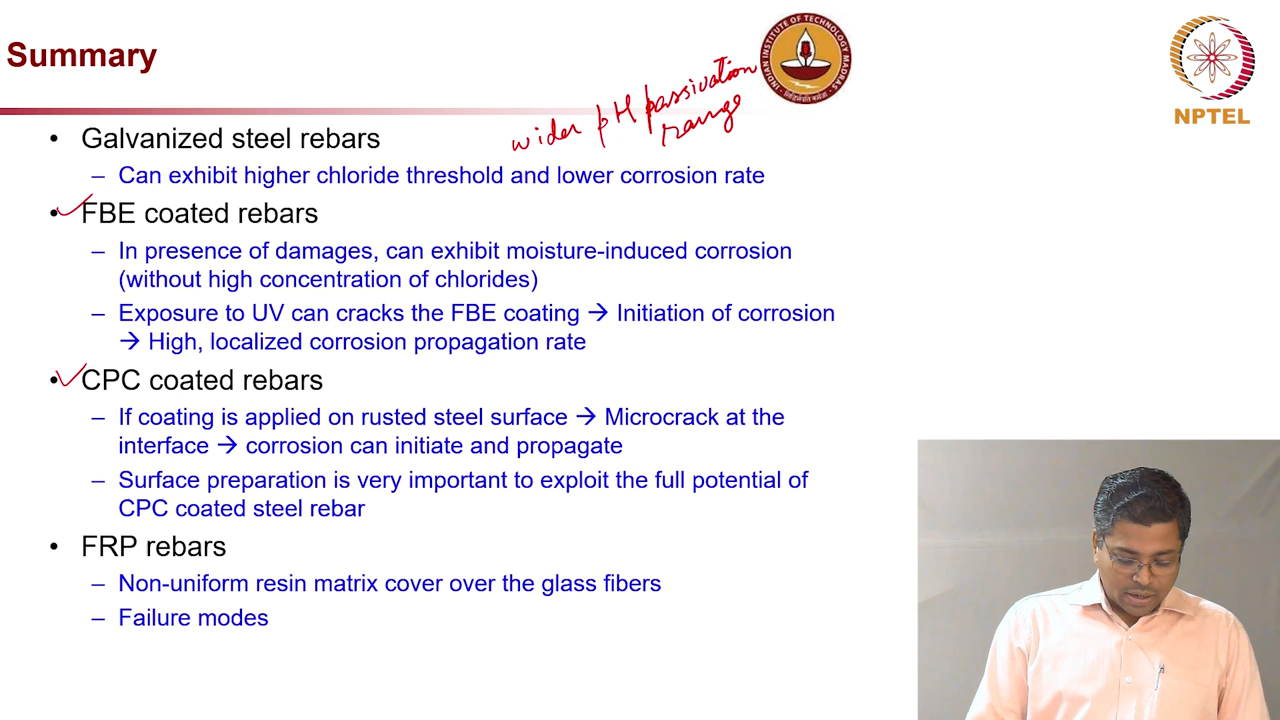 Summary
wider pH passivation
range
INDIAN INSTITUTE OF TECHNOLOGY MADRAS
NPTEL
• Galvanized steel rebars
– Can exhibit higher chloride threshold and lower corrosion rate
• FBE coated rebars
– In presence of damages, can exhibit moisture-induced corrosion
(without high concentration of chlorides)
– Exposure to UV can cracks the FBE coating → Initiation of corrosion
→ High, localized corrosion propagation rate
• CPC coated rebars
– If coating is applied on rusted steel surface → Microcrack at the
interface → corrosion can initiate and propagate
– Surface preparation is very important to exploit the full potential of
CPC coated steel rebar
• FRP rebars
– Non-uniform resin matrix cover over the glass fibers
– Failure modes